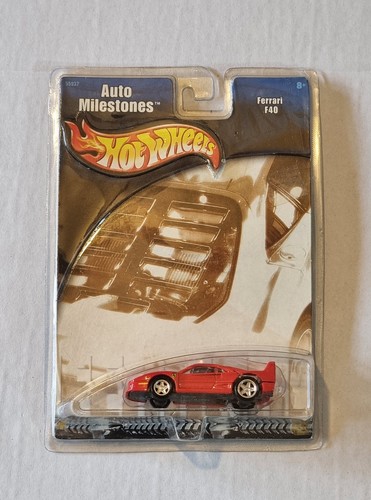 Auto
Milestones™
Hot Wheels
Ferrari
F40
8+